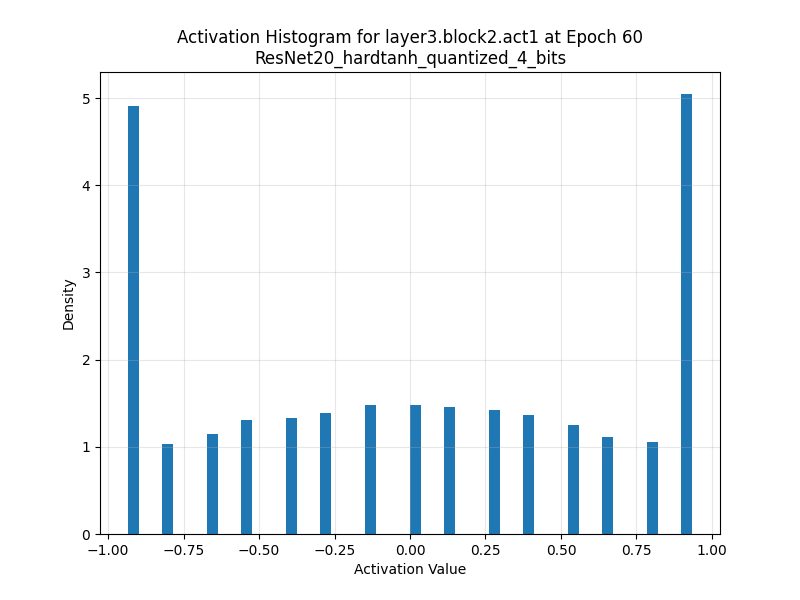 Activation Histogram for layer3.block2.act1 at Epoch 60
ResNet20_hardtanh_quantized_4_bits
Density
5
4
3
2
1
0
−1.00 −0.75 −0.50 −0.25 0.00 0.25 0.50 0.75 1.00
Activation Value